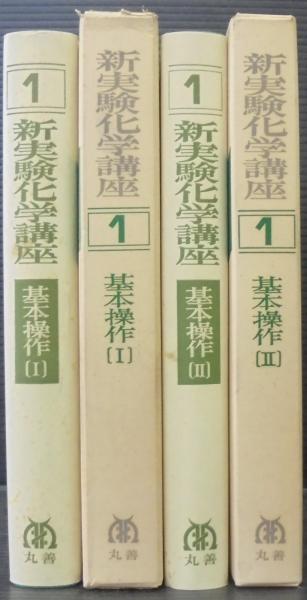 1
新実験化学講座
基本操作
〔I〕
丸善
新実験化学講座
1
基本操作
〔I〕
丸善
1
新実験化学講座
基本操作
〔II〕
丸善
新実験化学講座
1
基本操作
〔II〕
丸善